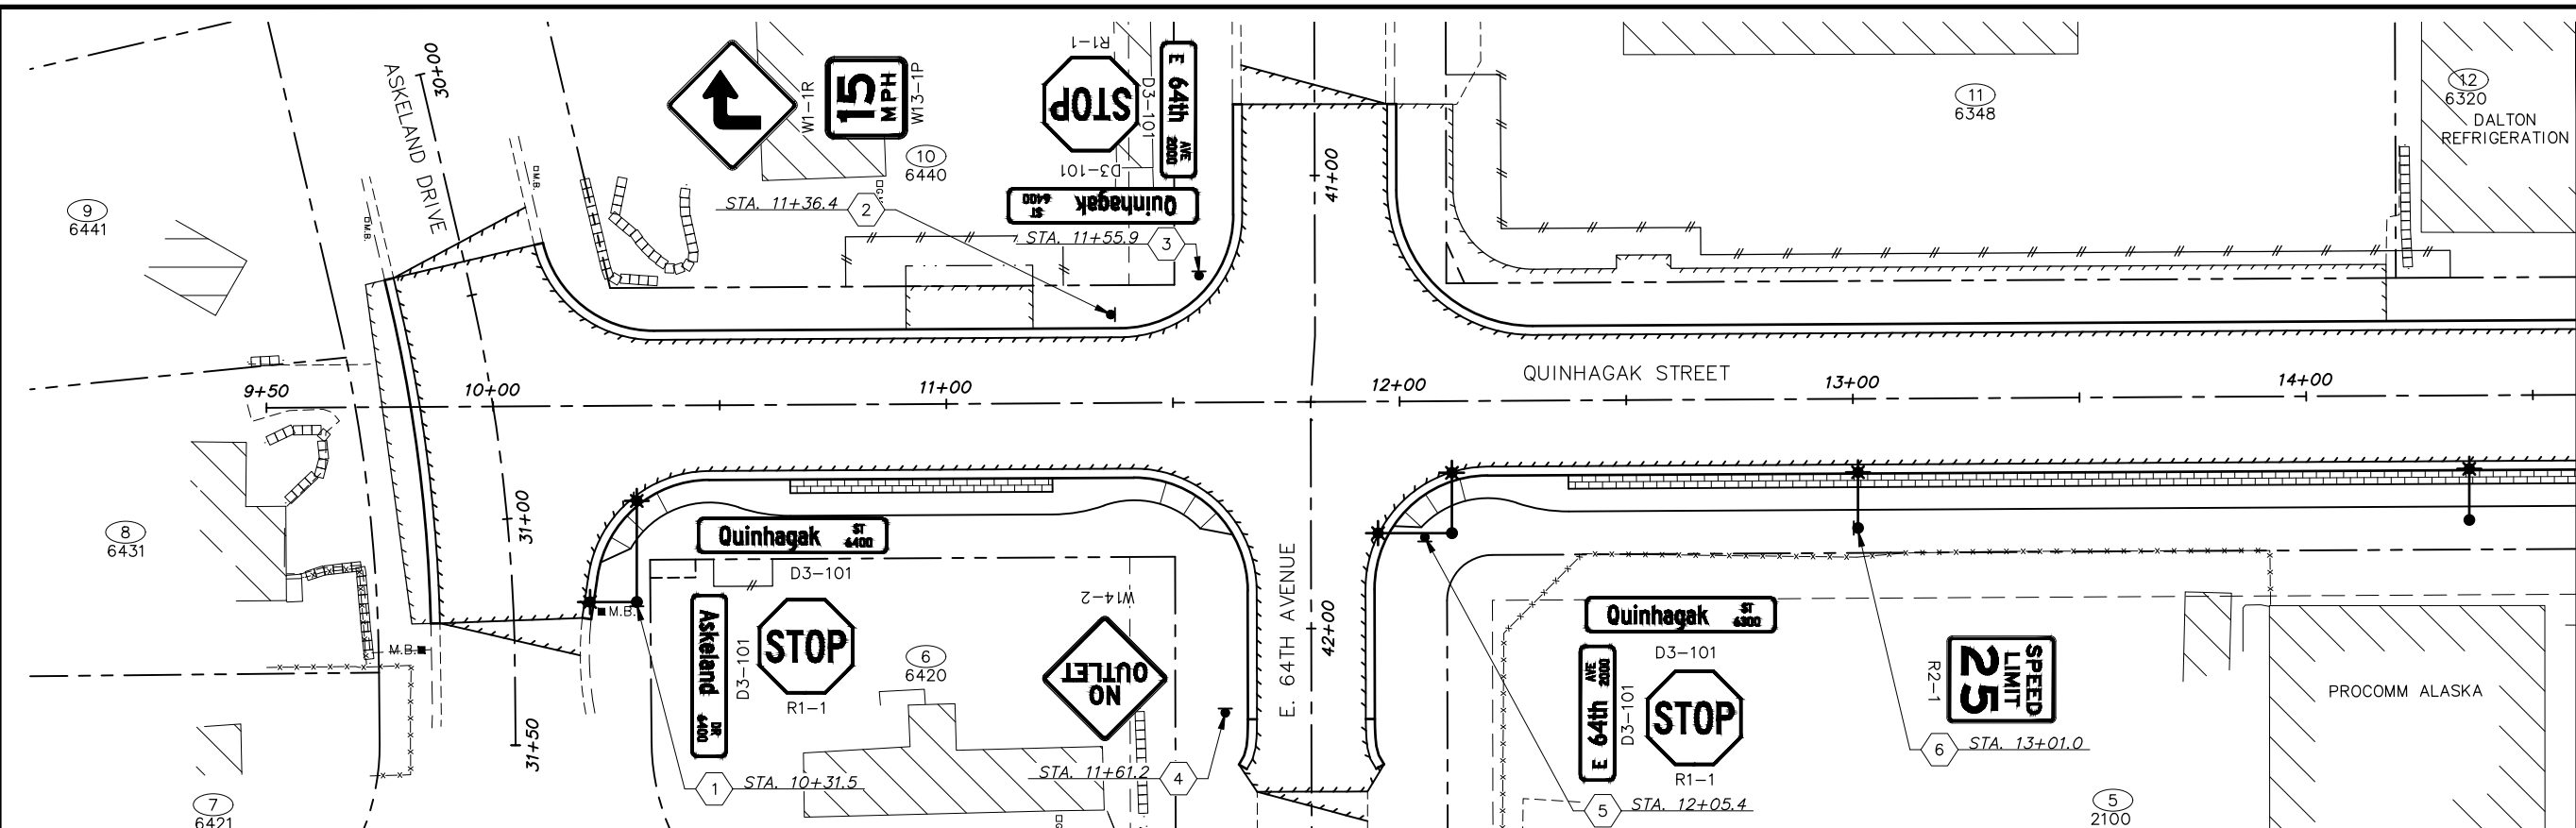 30+00
ASKELAND DRIVE
W1-1R
15
MPH
W13-1P
R1-1
STOP
D3-101
E 64th AVE 2000
D3-101
Quinhagak ST 6400
10
6440
STA. 11+36.4
2
STA. 11+55.9
3
41+00
11
6348
12
6320
DALTON
REFRIGERATION
9
6441
M.B.
M.B.
9+50
10+00
11+00
12+00
QUINHAGAK STREET
13+00
14+00
8
6431
31+00
M.B.
M.B.
31+50
7
6421
Quinhagak ST 6400
D3-101
Askeland DR 6400
D3-101
STOP
R1-1
6
6420
1
STA. 10+31.5
W14-2
NO
OUTLET
STA. 11+61.2
4
E. 64TH AVENUE
42+00
Quinhagak ST 6300
D3-101
E 64th AVE 2000
D3-101
STOP
R1-1
5
STA. 12+05.4
R2-1
SPEED
LIMIT
25
6
STA. 13+01.0
PROCOMM ALASKA
5
2100